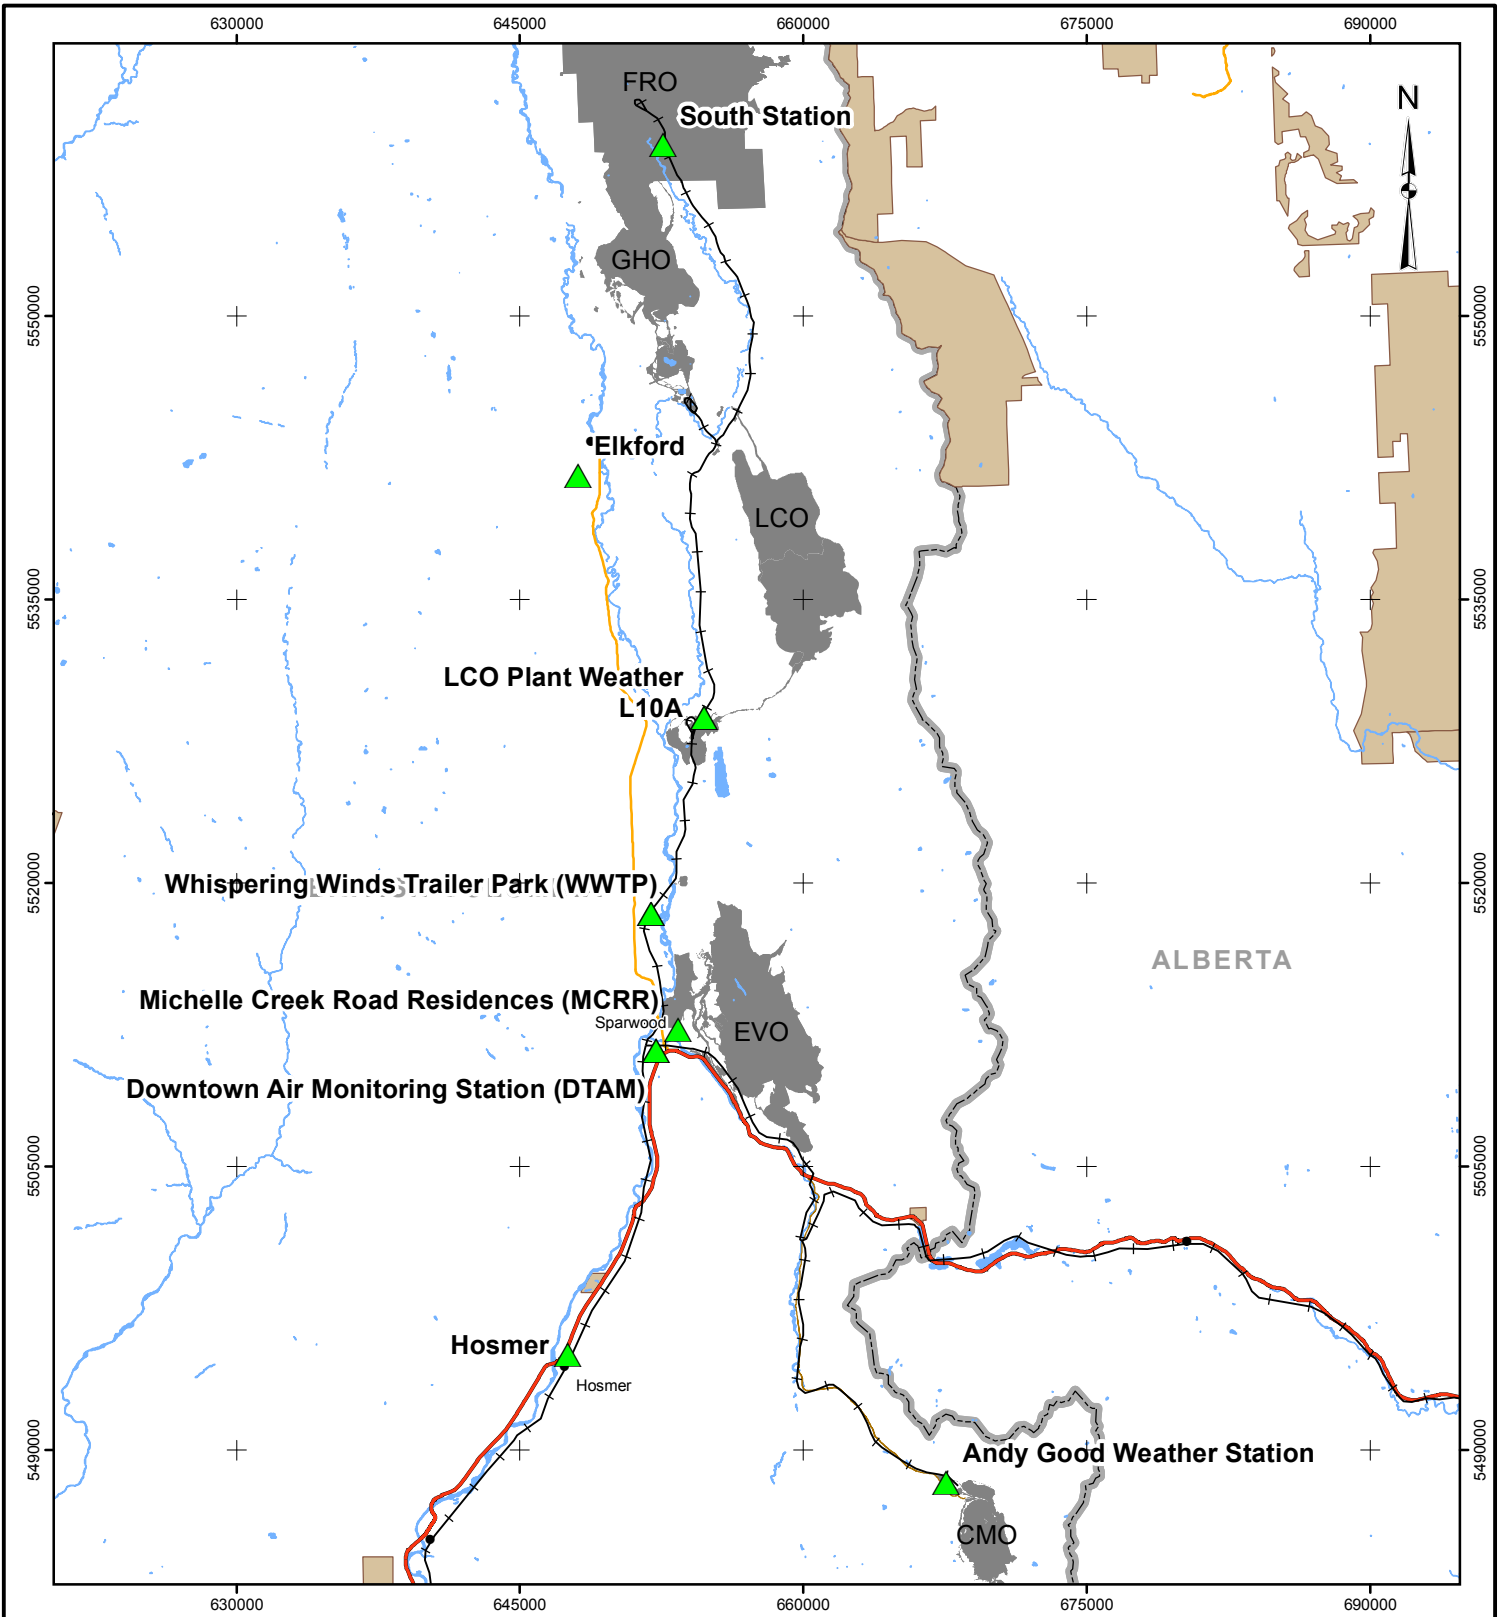 630000 645000 660000 675000 690000
FRO
South Station
N
GHO
5550000 5550000
Elkford
LCO
5535000 5535000
LCO Plant Weather
L10A
5520000 5520000
Whispering Winds Trailer Park (WWTP)
ALBERTA
Michelle Creek Road Residences (MCRR)
Sparwood
EVO
Downtown Air Monitoring Station (DTAM)
5505000 5505000
Hosmer
Hosmer
5490000 5490000
Andy Good Weather Station
CMO
630000 645000 660000 675000 690000